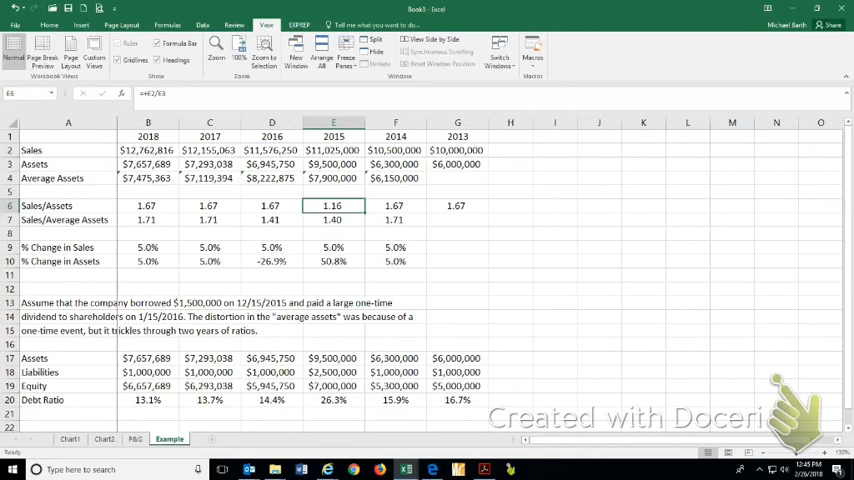 Book3 - Excel
Michael Barth
Share
File Home Insert Page Layout Formulas Data Review View EXPREP Tell me what you want to do
Normal Page Break Preview Page Layout Custom Views
Workbook Views
Ruler Formula Bar
Gridlines Headings
Show
Zoom 100% Zoom to Selection
Zoom
New Window Arrange All Freeze Panes
Split
Hide
Unhide
View Side by Side
Synchronous Scrolling
Reset Window Position
Switch Windows
Window
Macros
Macros
E6 fx =+E2/E3
A B C D E F G H I J K L M N O
1 2018 2017 2016 2015 2014 2013
2 Sales $12,762,816 $12,155,063 $11,576,250 $11,025,000 $10,500,000 $10,000,000
3 Assets $7,657,689 $7,293,038 $6,945,750 $9,500,000 $6,300,000 $6,000,000
4 Average Assets $7,475,363 $7,119,394 $8,222,875 $7,900,000 $6,150,000
5
6 Sales/Assets 1.67 1.67 1.67 1.16 1.67 1.67
7 Sales/Average Assets 1.71 1.71 1.41 1.40 1.71
8
9 % Change in Sales 5.0% 5.0% 5.0% 5.0% 5.0%
10 % Change in Assets 5.0% 5.0% -26.9% 50.8% 5.0%
11
12
13 Assume that the company borrowed $1,500,000 on 12/15/2015 and paid a large one-time
14 dividend to shareholders on 1/15/2016. The distortion in the "average assets" was because of a
15 one-time event, but it trickles through two years of ratios.
16
17 Assets $7,657,689 $7,293,038 $6,945,750 $9,500,000 $6,300,000 $6,000,000
18 Liabilities $1,000,000 $1,000,000 $1,000,000 $2,500,000 $1,000,000 $1,000,000
19 Equity $6,657,689 $6,293,038 $5,945,750 $7,000,000 $5,300,000 $5,000,000
20 Debt Ratio 13.1% 13.7% 14.4% 26.3% 15.9% 16.7%
21
22
Created with Doceri
Chart1 Chart2 P&G Example
Ready
130%
Type here to search
12:45 PM
2/26/2018